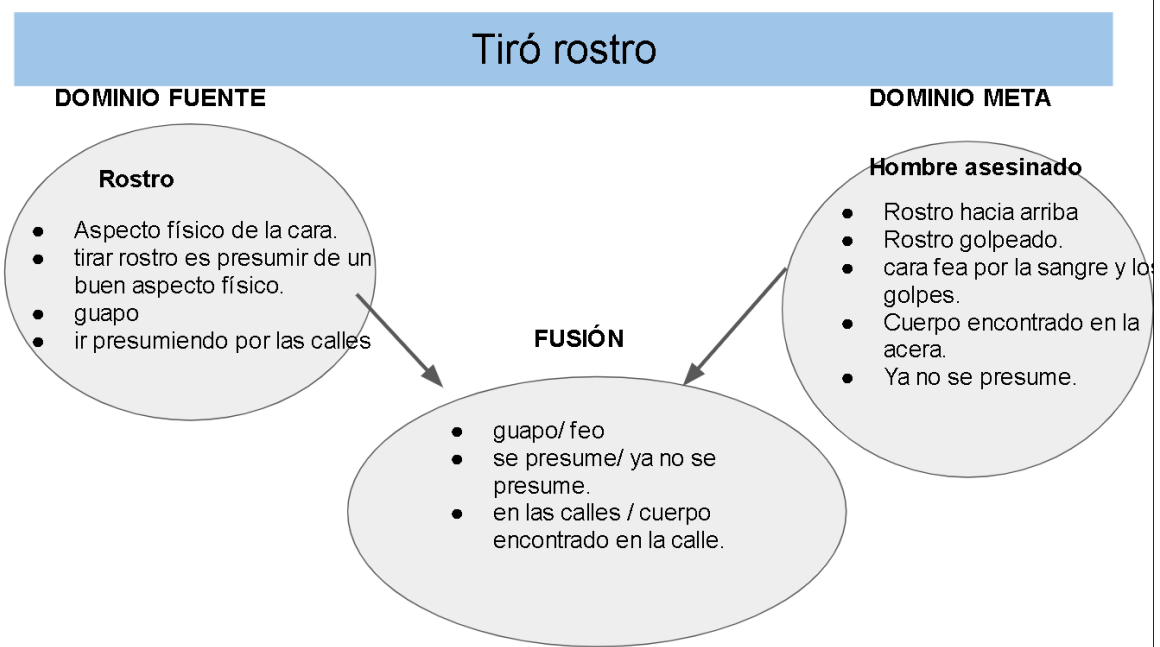 Tiró rostro
DOMINIO FUENTE
Rostro
● Aspecto físico de la cara.
● tirar rostro es presumir de un
buen aspecto físico.
● guapo
● ir presumiendo por las calles
DOMINIO META
Hombre asesinado
● Rostro hacia arriba
● Rostro golpeado.
● cara fea por la sangre y los
golpes.
● Cuerpo encontrado en la
acera.
● Ya no se presume.
FUSIÓN
● guapo/ feo
● se presume/ ya no se
presume.
● en las calles / cuerpo
encontrado en la calle.